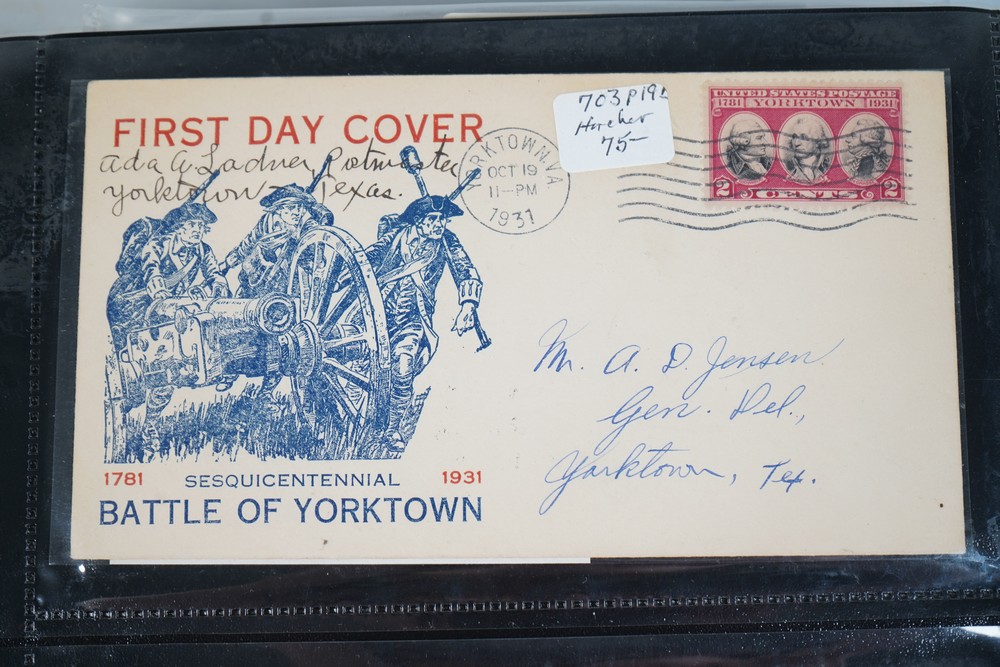 FIRST DAY COVER
Ada A. Ladner, Postmaster
Yorktown - Texas.
YORKTOWN, VA.
OCT 19
11-PM
1931
703 P19
75-
UNITED STATES POSTAGE
1781 YORKTOWN 1931
2 CENTS 2
Mr. A. D. Jensen
Gen. Del.,
Yorktown, Tex.
1781 SESQUICENTENNIAL 1931
BATTLE OF YORKTOWN